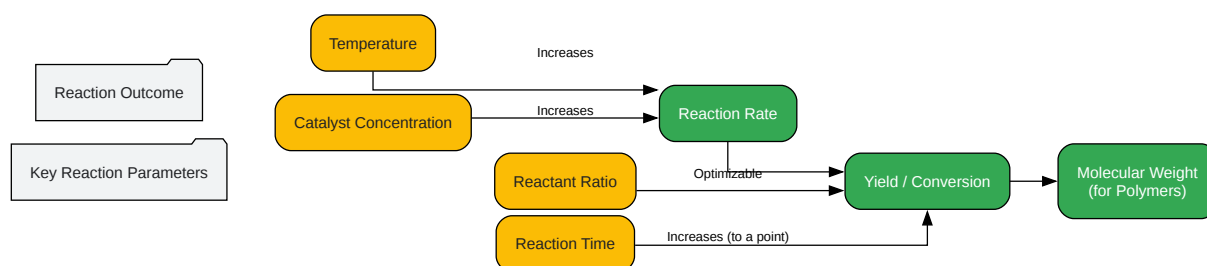 Temperature
Increases
Reaction Outcome
Catalyst Concentration
Increases
Reaction Rate
Key Reaction Parameters
Reactant Ratio
Optimizable
Yield / Conversion
Molecular Weight
(for Polymers)
Reaction Time
Increases (to a point)